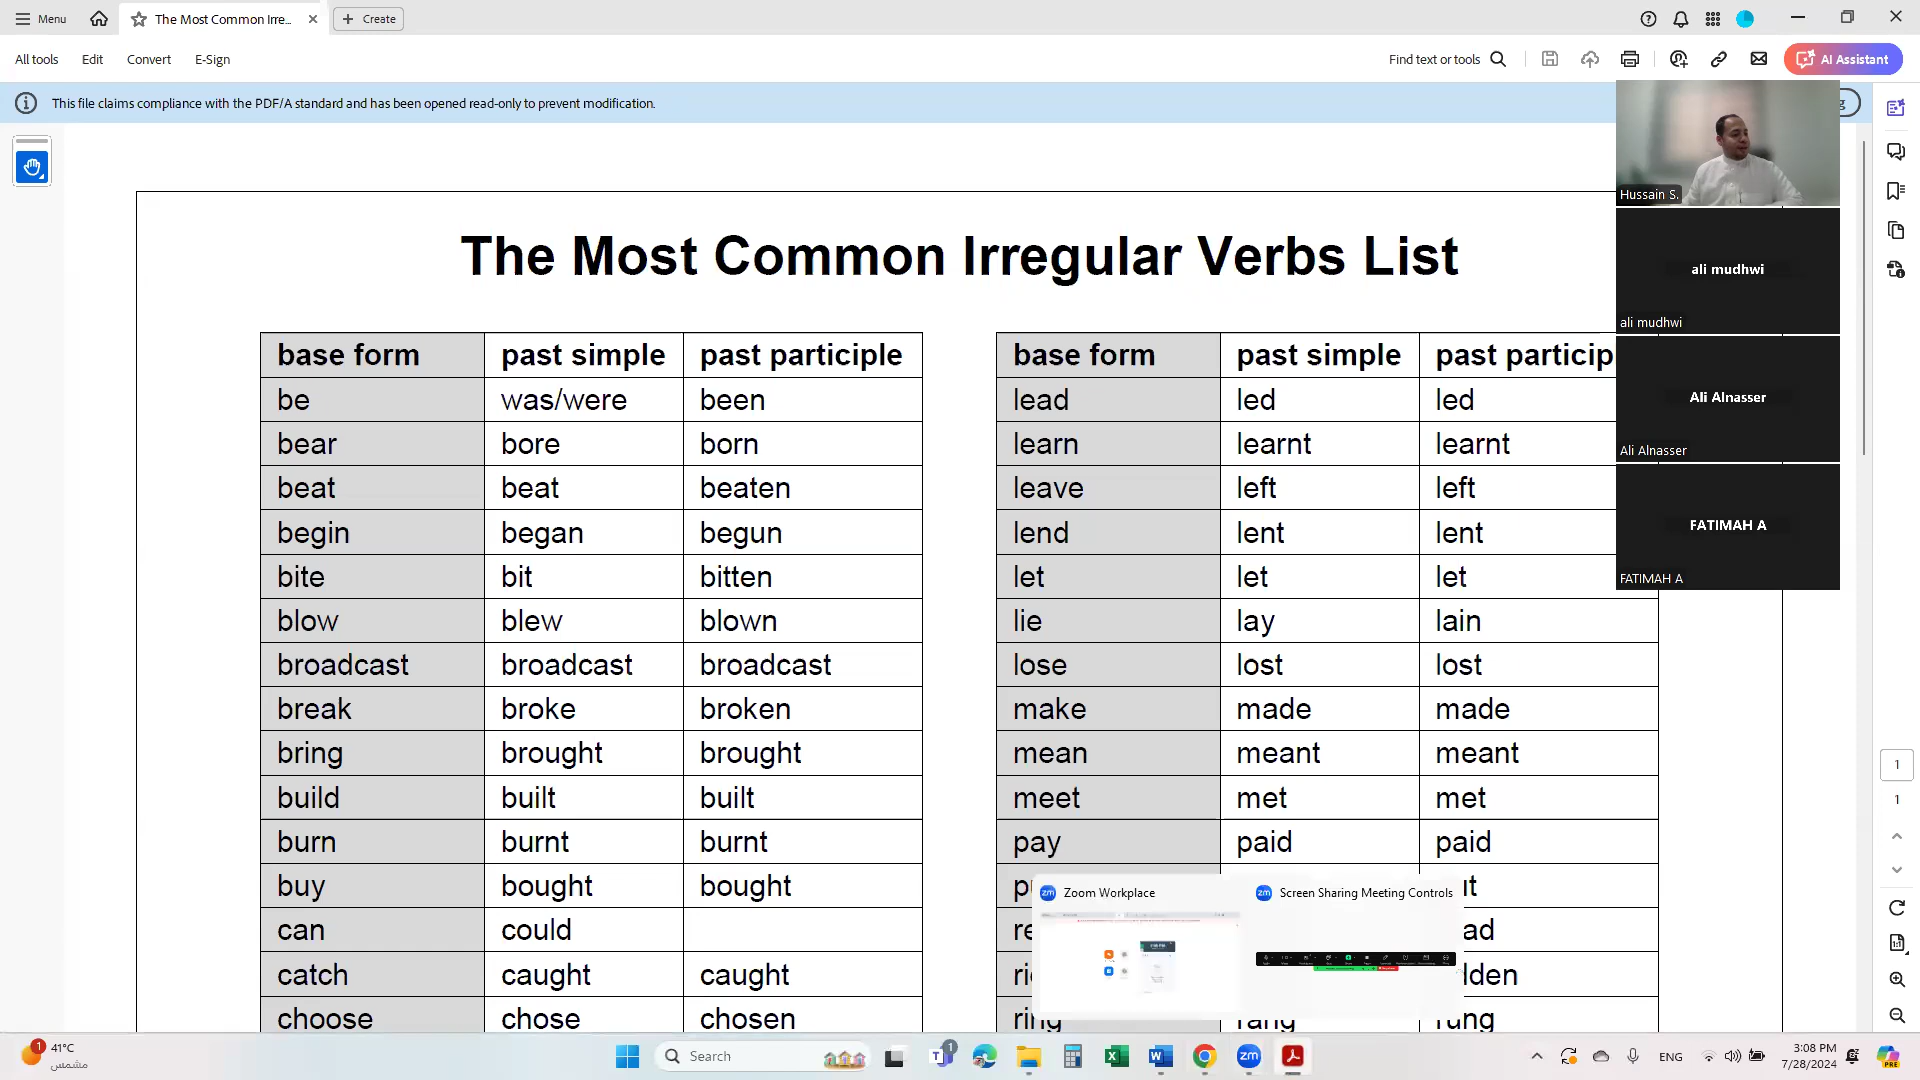 Menu
The Most Common Irre...
Create
All tools
Edit
Convert
E-Sign
Find text or tools
AI Assistant
This file claims compliance with the PDF/A standard and has been opened read-only to prevent modification.
Hussain S.
ali mudhwi
ali mudhwi
Ali Alnasser
Ali Alnasser
FATIMAH A
FATIMAH A
The Most Common Irregular Verbs List
base form past simple past participle
be was/were been
bear bore born
beat beat beaten
begin began begun
bite bit bitten
blow blew blown
broadcast broadcast broadcast
break broke broken
bring brought brought
build built built
burn burnt burnt
buy bought bought
can could
catch caught caught
choose chose chosen
base form past simple past particip
lead led led
learn learnt learnt
leave left left
lend lent lent
let let let
lie lay lain
lose lost lost
make made made
mean meant meant
meet met met
pay paid paid
ring rang rung
Zoom Workplace
Screen Sharing Meeting Controls
1
1
1
41°C
مشمس
Search
1
ENG
3:08 PM
7/28/2024